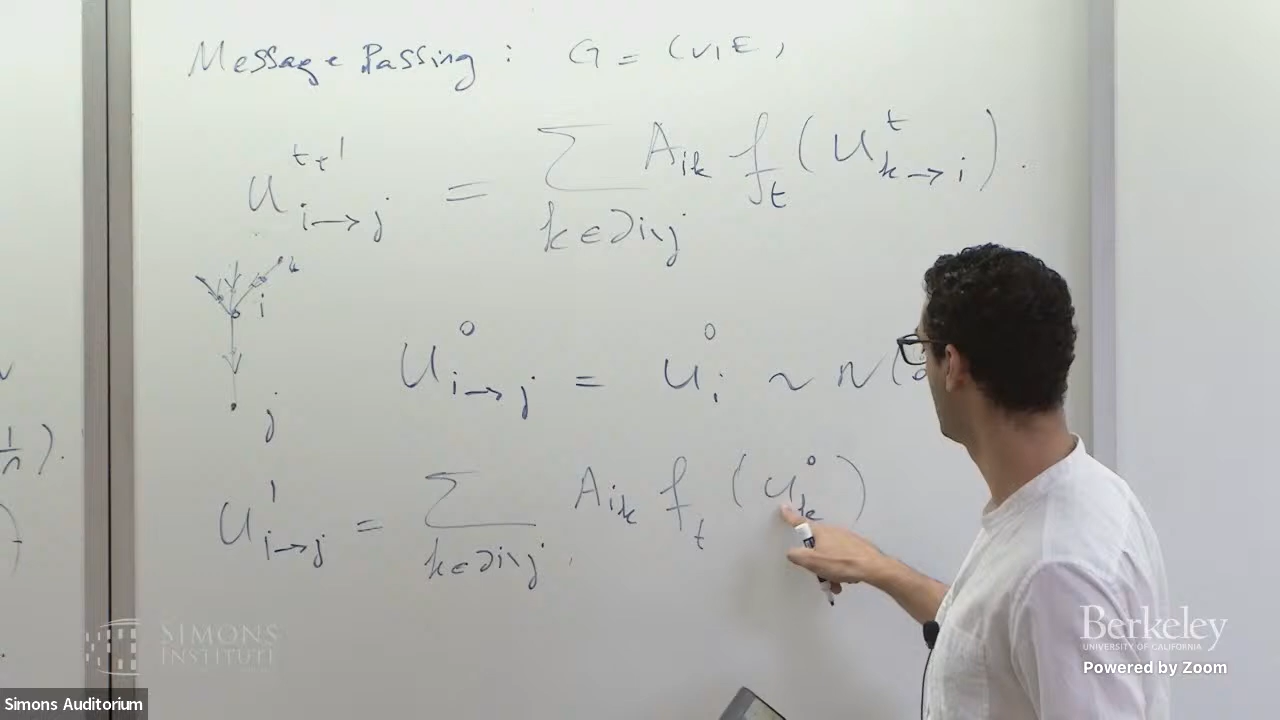 Message Passing : G = (V, E,
u^{t+1}_{i→j} = Σ_{k∈∂i\j} A_{ik} f_t (u^t_{k→i}) .
k
i
j
u^0_{i→j} = u^0_i ~ N(0
1/n ).
u^1_{i→j} = Σ_{k∈∂i\j} A_{ik} f_t (u^0_k)
SIMONS
INSTITUTE
Berkeley
UNIVERSITY OF CALIFORNIA
Powered by Zoom
Simons Auditorium